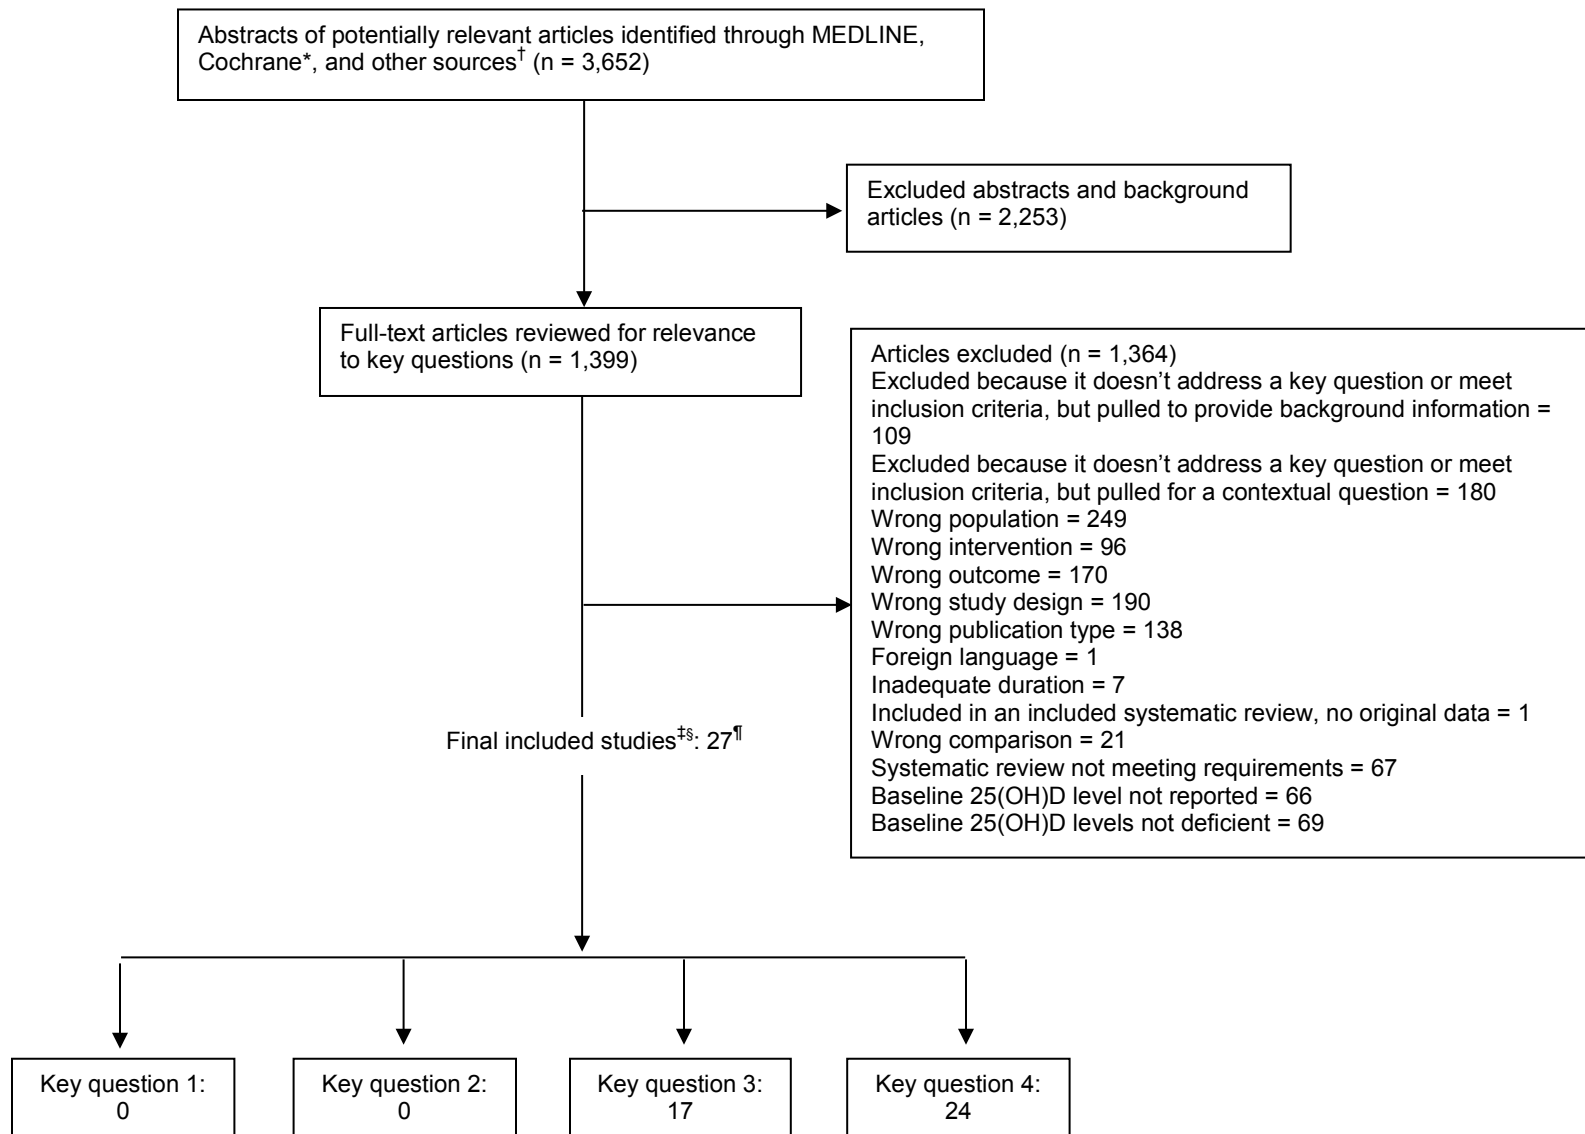 Abstracts of potentially relevant articles identified through MEDLINE,
Cochrane*, and other sources† (n = 3,652)
Excluded abstracts and background
articles (n = 2,253)
Full-text articles reviewed for relevance
to key questions (n = 1,399)
Articles excluded (n = 1,364)
Excluded because it doesn’t address a key question or meet
inclusion criteria, but pulled to provide background information =
109
Excluded because it doesn’t address a key question or meet
inclusion criteria, but pulled for a contextual question = 180
Wrong population = 249
Wrong intervention = 96
Wrong outcome = 170
Wrong study design = 190
Wrong publication type = 138
Foreign language = 1
Inadequate duration = 7
Included in an included systematic review, no original data = 1
Wrong comparison = 21
Systematic review not meeting requirements = 67
Baseline 25(OH)D level not reported = 66
Baseline 25(OH)D levels not deficient = 69
Final included studies‡§: 27¶
Key question 1:
0
Key question 2:
0
Key question 3:
17
Key question 4:
24